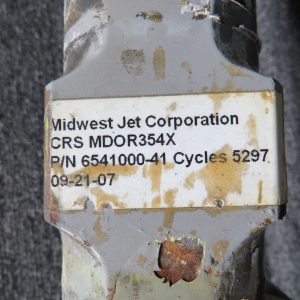 Midwest Jet Corporation
CRS MDOR354X
P/N 6541000-41 Cycles 5297
09-21-07